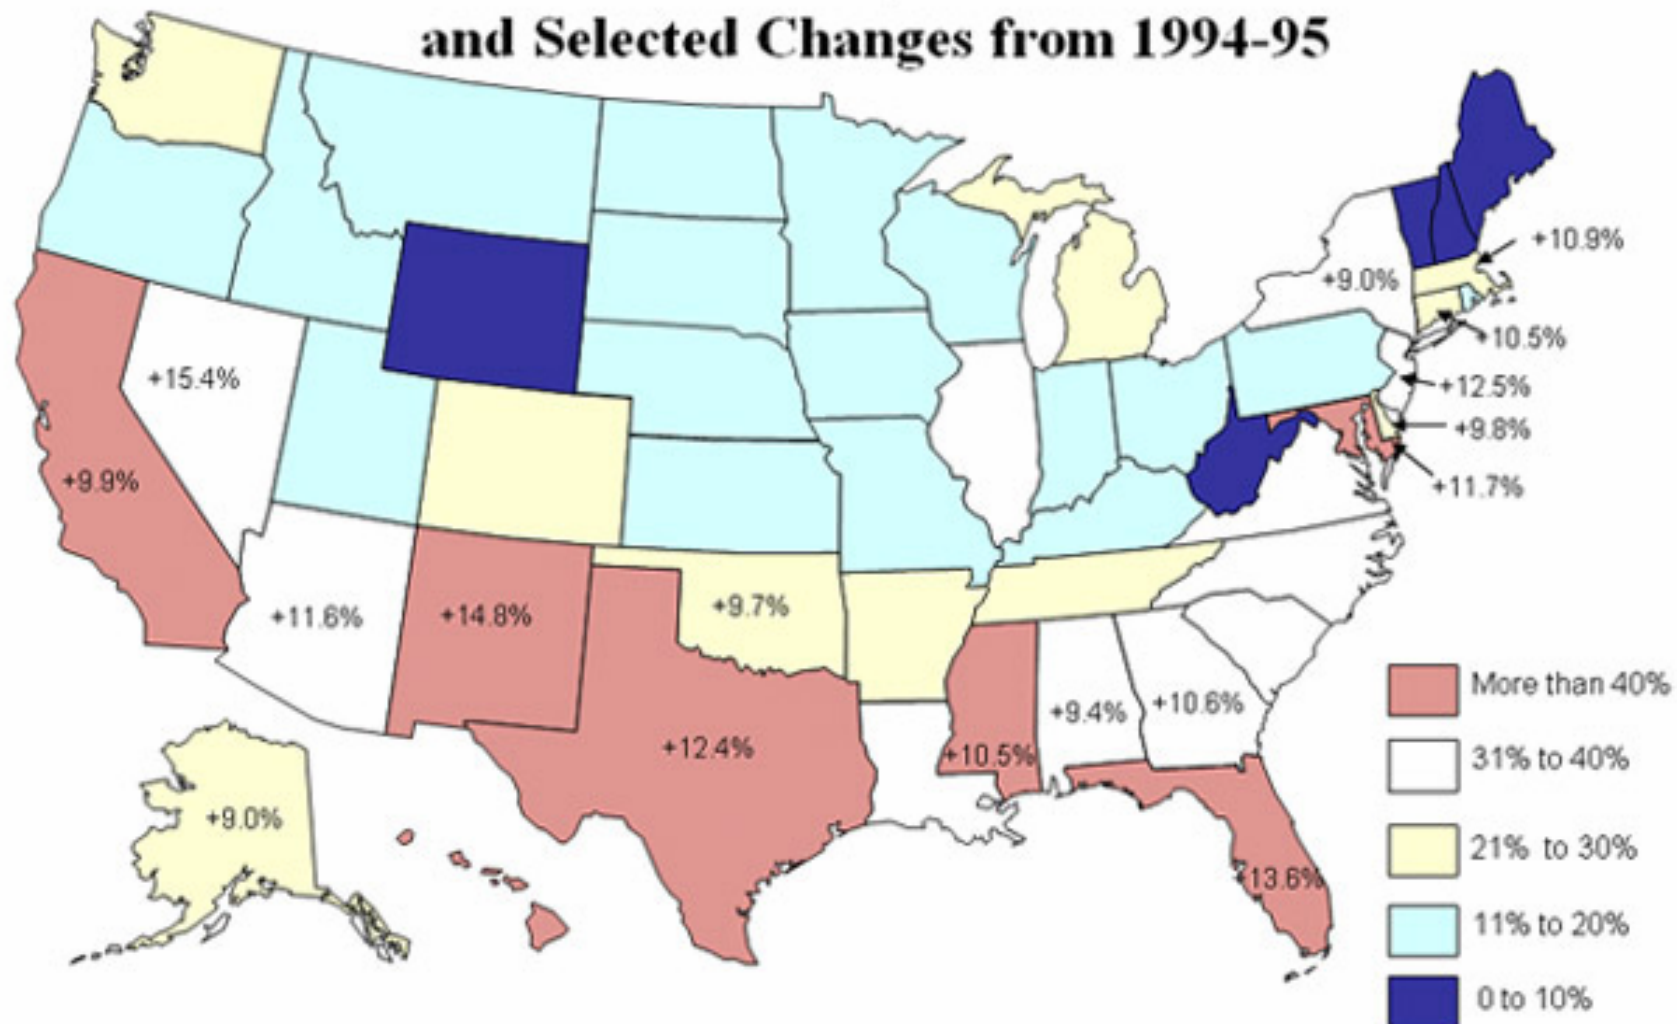 and Selected Changes from 1994-95
+10.9%
+9.0%
+10.5%
+15.4%
+12.5%
+9.8%
+9.9%
+11.7%
+11.6%
+14.8%
+9.7%
More than 40%
+9.4%
+10.6%
+12.4%
+10.5%
31% to 40%
+9.0%
21% to 30%
+13.6%
11% to 20%
0 to 10%